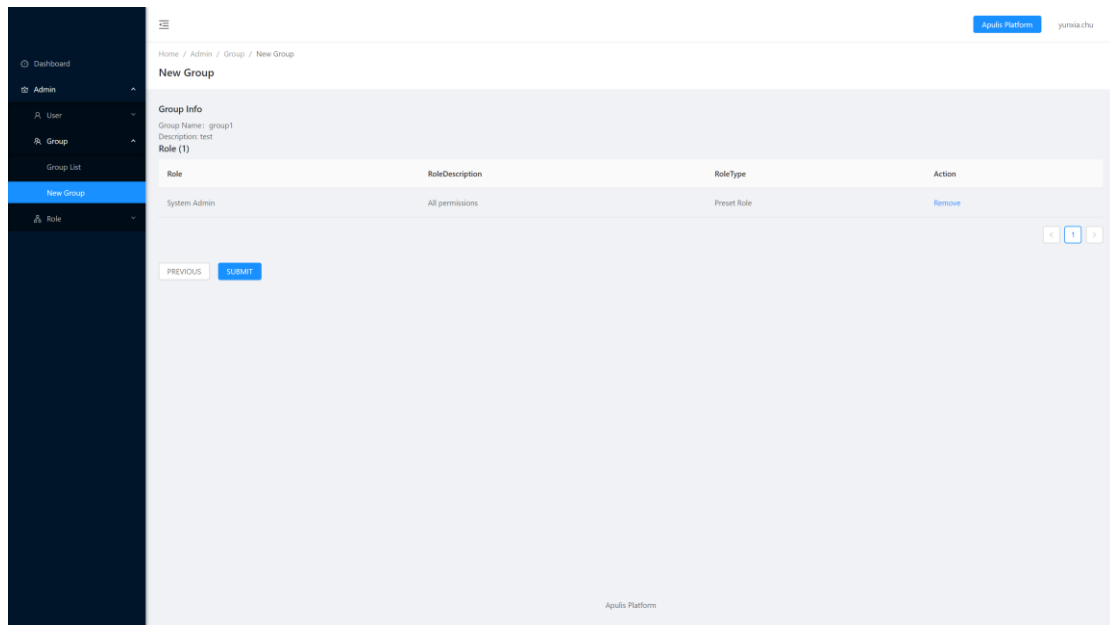 Apulis Platform yunxia.chu
Dashboard
Admin
User
Group
Group List
New Group
Role
Home / Admin / Group / New Group
New Group
Group Info
Group Name: group1
Description: test
Role (1)
Role RoleDescription RoleType Action
System Admin All permissions Preset Role Remove
< 1 >
PREVIOUS SUBMIT
Apulis Platform